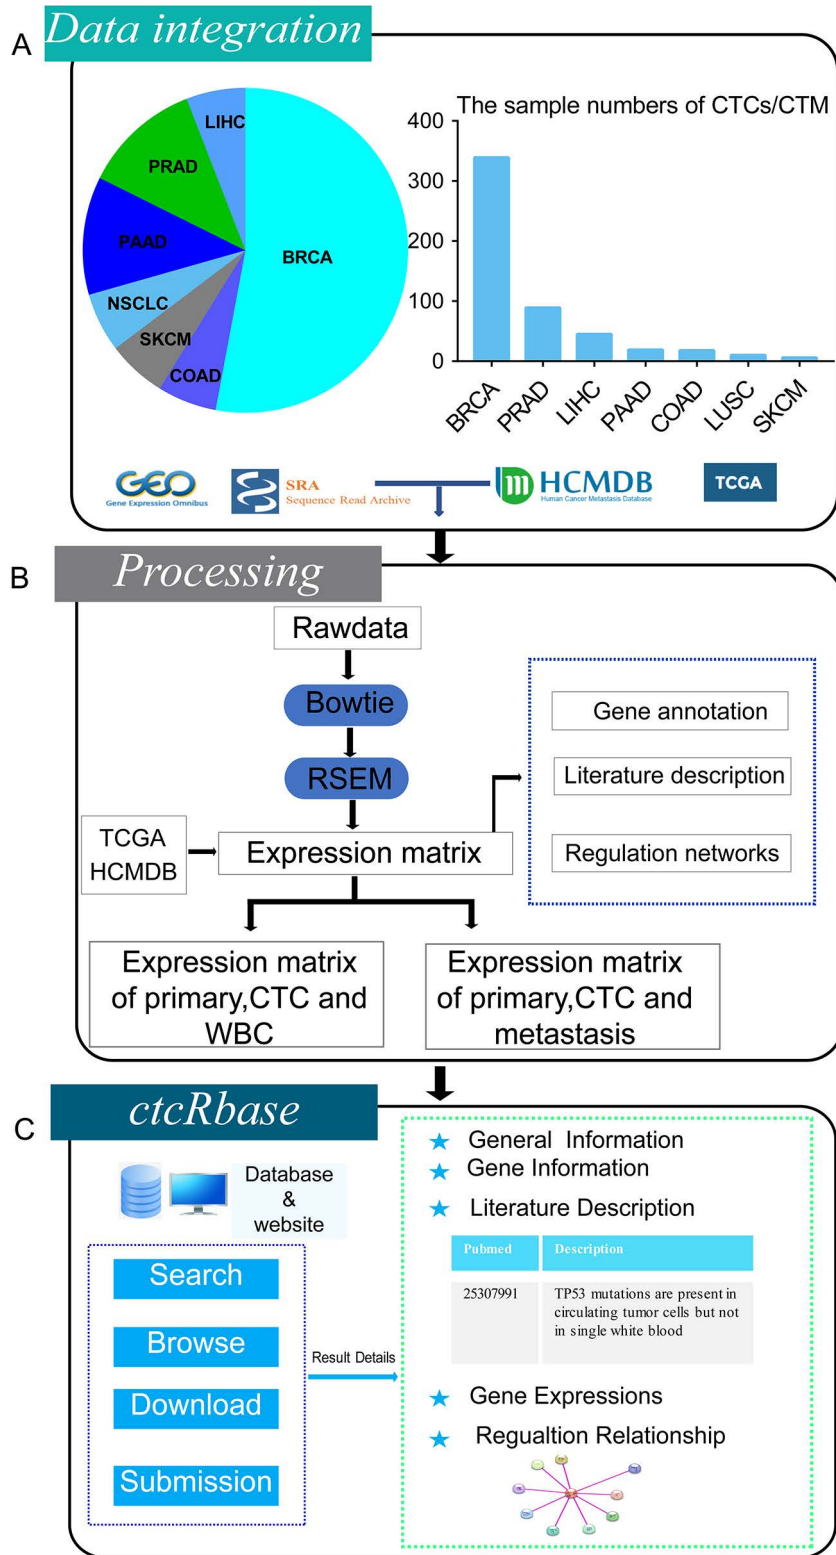 A
Data integration
LIHC
PRAD
PAAD
NSCLC
SKCM
COAD
BRCA
The sample numbers of CTCs/CTM
400
300
200
100
0
BRCA
PRAD
LIHC
PAAD
COAD
LUSC
SKCM
GEO
Gene Expression Omnibus
SRA
Sequence Read Archive
m HCMDB
Human Cancer Metastasis Database
TCGA
B
Processing
Rawdata
Bowtie
RSEM
TCGA
HCMDB
Expression matrix
Gene annotation
Literature description
Regulation networks
Expression matrix
of primary,CTC and
WBC
Expression matrix
of primary,CTC and
metastasis
C
ctcRbase
Database
&
website
Search
Browse
Download
Submission
Result Details
General Information
Gene Information
Literature Description
Pubmed Description
25307991 TP53 mutations are present in
circulating tumor cells but not
in single white blood
Gene Expressions
Regualtion Relationship